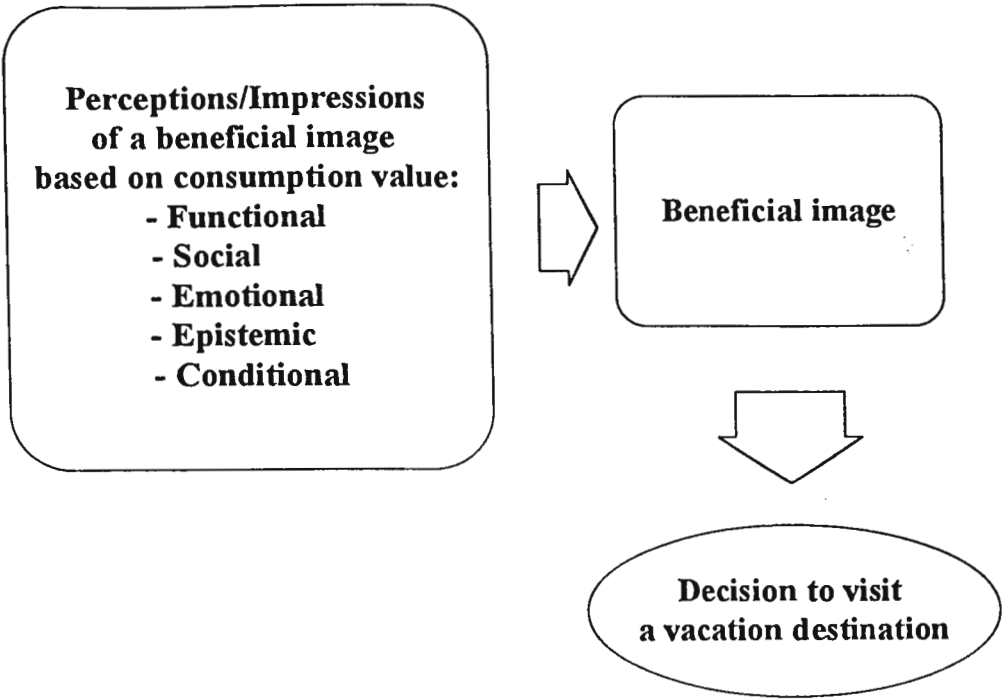 Perceptions/Impressions
of a beneficial image
based on consumption value:
- Functional
- Social
- Emotional
- Epistemic
- Conditional
Beneficial image
Decision to visit
a vacation destination